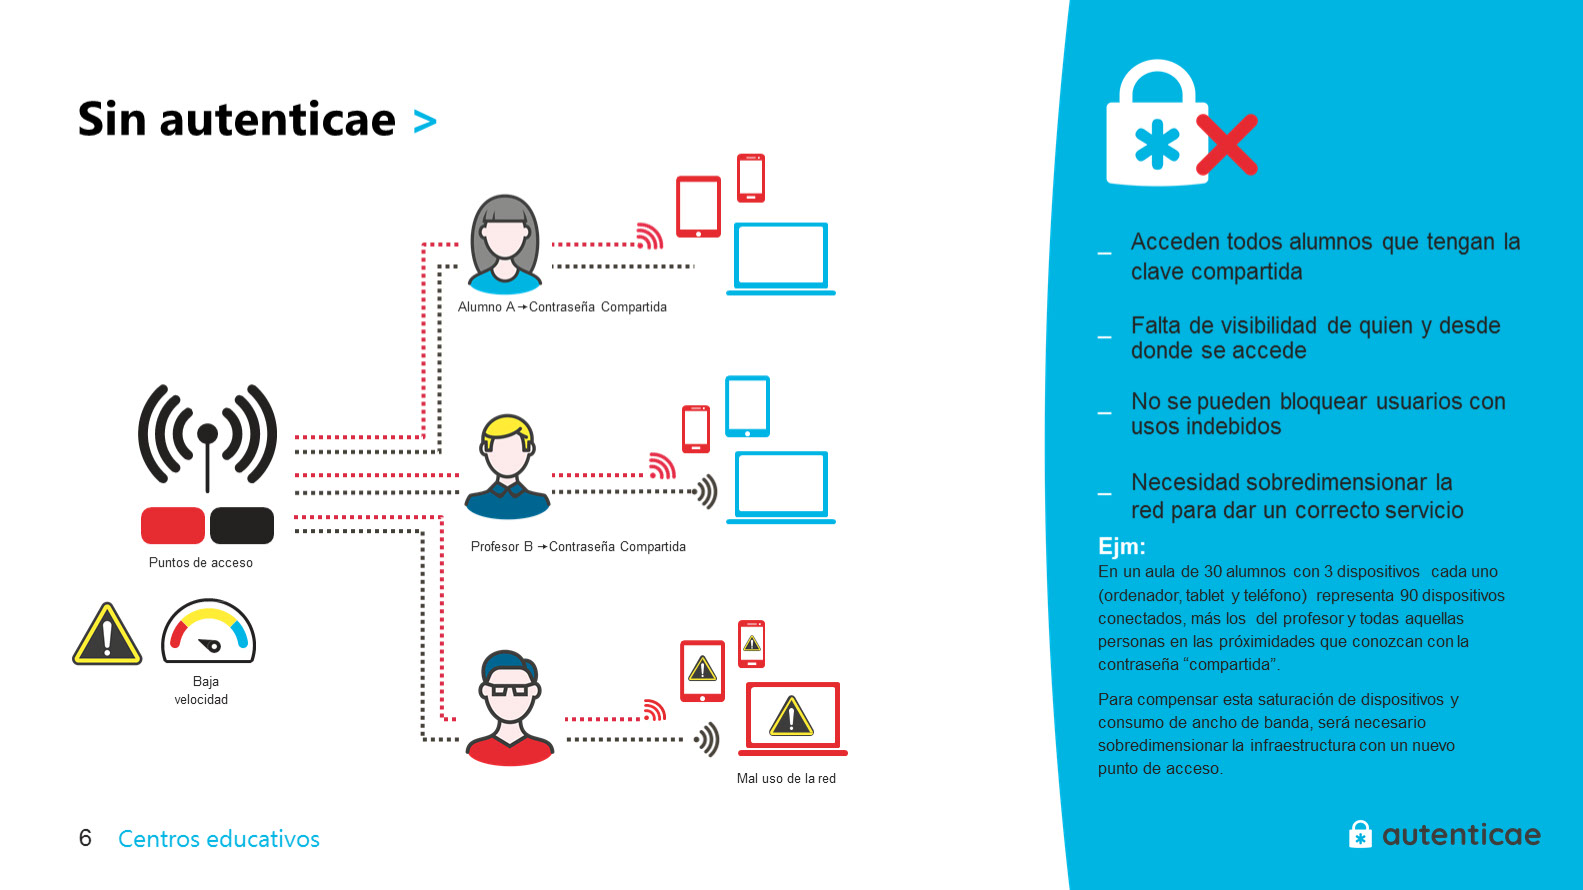 Sin autenticae >
Alumno A → Contraseña Compartida
Puntos de acceso
Baja
velocidad
Profesor B → Contraseña Compartida
Mal uso de la red
6 Centros educativos
– Acceden todos alumnos que tengan la
clave compartida
– Falta de visibilidad de quien y desde
donde se accede
– No se pueden bloquear usuarios con
usos indebidos
– Necesidad sobredimensionar la
red para dar un correcto servicio
Ejm:
En un aula de 30 alumnos con 3 dispositivos cada uno
(ordenador, tablet y teléfono) representa 90 dispositivos
conectados, más los del profesor y todas aquellas
personas en las próximidades que conozcan con la
contraseña “compartida”.
Para compensar esta saturación de dispositivos y
consumo de ancho de banda, será necesario
sobredimensionar la infraestructura con un nuevo
punto de acceso.
autenticae